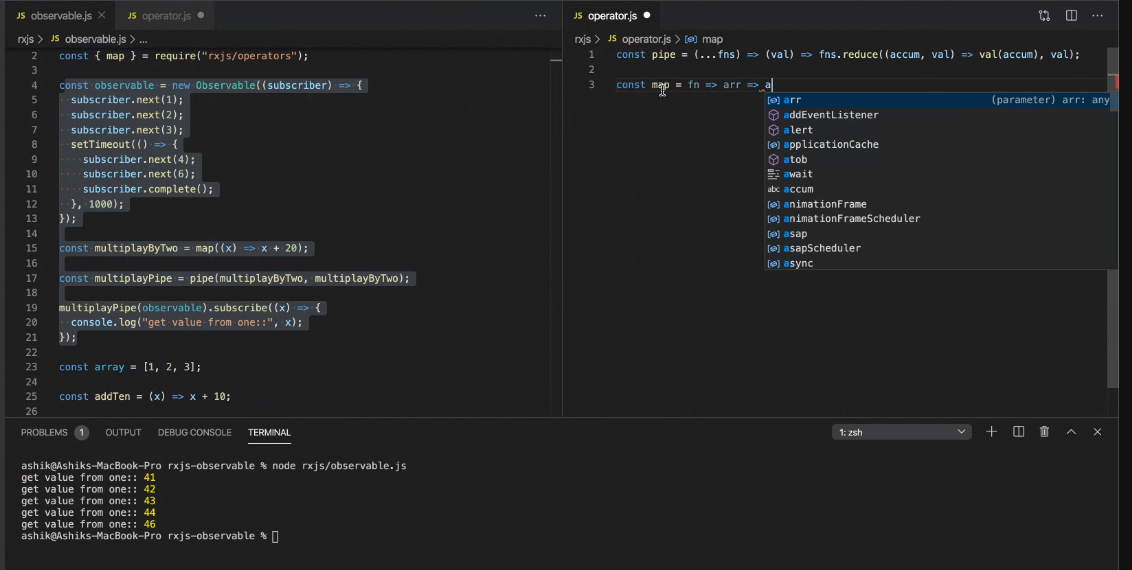 JS observable.js
JS operator.js
JS operator.js
rxjs > JS observable.js > ...
rxjs > JS operator.js > map
2 const { map } = require("rxjs/operators");
3
4 const observable = new Observable((subscriber) => {
5 subscriber.next(1);
6 subscriber.next(2);
7 subscriber.next(3);
8 setTimeout(() => {
9 subscriber.next(4);
10 subscriber.next(6);
11 subscriber.complete();
12 }, 1000);
13 });
14
15 const multiplayByTwo = map((x) => x + 20);
16
17 const multiplayPipe = pipe(multiplayByTwo, multiplayByTwo);
18
19 multiplayPipe(observable).subscribe((x) => {
20 console.log("get value from one::", x);
21 });
22
23 const array = [1, 2, 3];
24
25 const addTen = (x) => x + 10;
26
1 const pipe = (...fns) => (val) => fns.reduce((accum, val) => val(accum), val);
2
3 const map = fn => arr => a
arr (parameter) arr: any
addEventListener
alert
applicationCache
atob
await
abc accum
animationFrame
animationFrameScheduler
asap
asapScheduler
async
PROBLEMS 1 OUTPUT DEBUG CONSOLE TERMINAL 1: zsh
ashik@Ashiks-MacBook-Pro rxjs-observable % node rxjs/observable.js
get value from one:: 41
get value from one:: 42
get value from one:: 43
get value from one:: 44
get value from one:: 46
ashik@Ashiks-MacBook-Pro rxjs-observable %